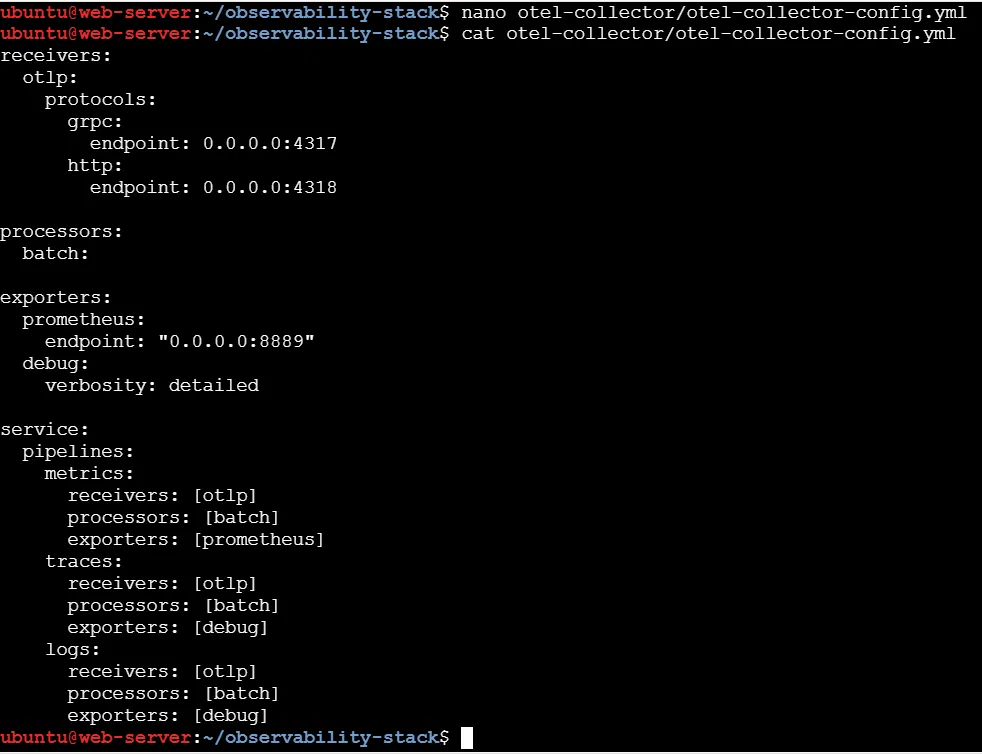 ubuntu@web-server:~/observability-stack$ nano otel-collector/otel-collector-config.yml
ubuntu@web-server:~/observability-stack$ cat otel-collector/otel-collector-config.yml
receivers:
  otlp:
    protocols:
      grpc:
        endpoint: 0.0.0.0:4317
      http:
        endpoint: 0.0.0.0:4318

processors:
  batch:

exporters:
  prometheus:
    endpoint: "0.0.0.0:8889"
  debug:
    verbosity: detailed

service:
  pipelines:
    metrics:
      receivers: [otlp]
      processors: [batch]
      exporters: [prometheus]
    traces:
      receivers: [otlp]
      processors: [batch]
      exporters: [debug]
    logs:
      receivers: [otlp]
      processors: [batch]
      exporters: [debug]
ubuntu@web-server:~/observability-stack$